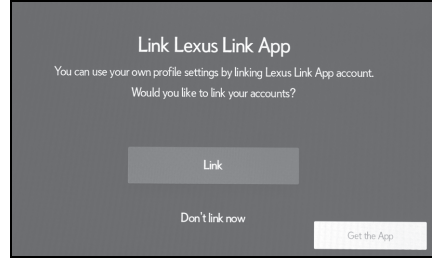 Link Lexus Link App
You can use your own profile settings by linking Lexus Link App account.
Would you like to link your accounts?
Link
Don't link now
Get the App